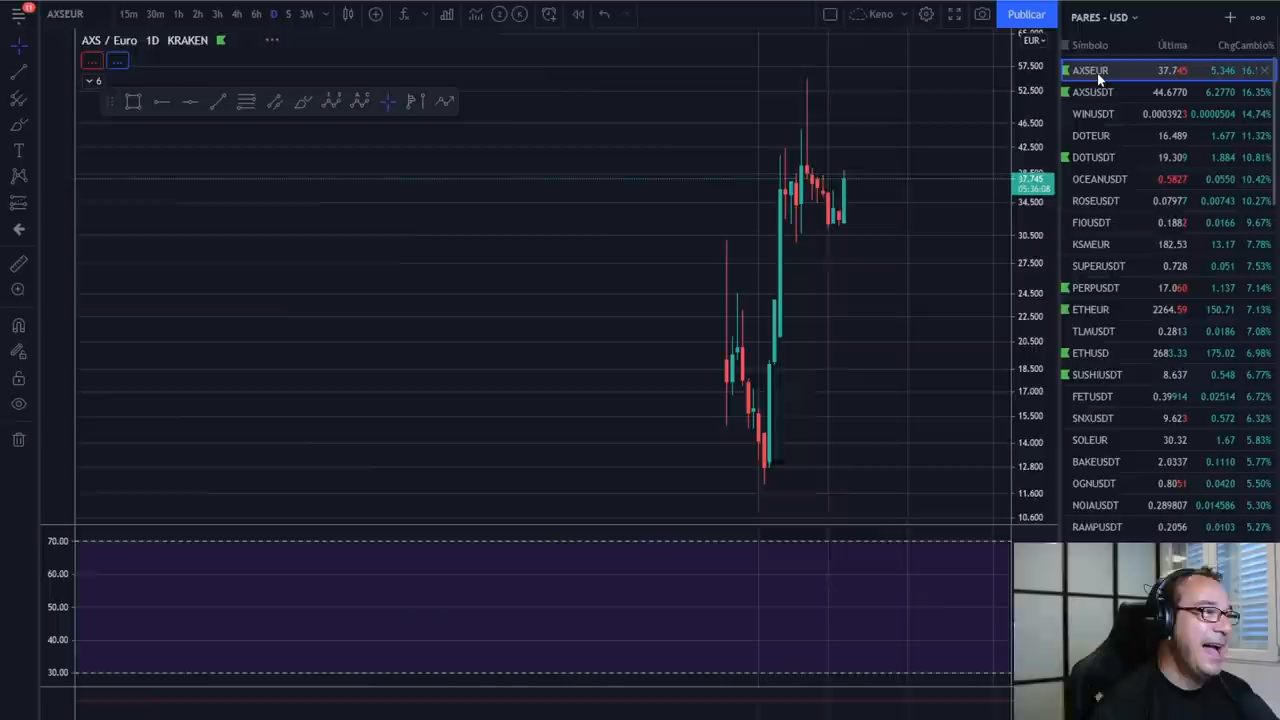 11
AXSEUR 15m 30m 1h 2h 3h 4h 6h D S 3M 2 K Keno Publicar
PARES - USD
AXS / Euro 1D KRAKEN ...
EUR
... ...
6
Símbolo Última Chg Cambio%
AXSEUR 37.745 5.346
AXSUSDT 44.6770 6.2770 16.35%
WINUSDT 0.0003923 0.0000504 14.74%
DOTEUR 16.489 1.677 11.32%
DOTUSDT 19.309 1.884 10.81%
OCEANUSDT 0.5827 0.0550 10.42%
ROSEUSDT 0.07977 0.00743 10.27%
FIOUSDT 0.1882 0.0166 9.67%
KSMEUR 182.53 13.17 7.78%
SUPERUSDT 0.728 0.051 7.53%
PERPUSDT 17.060 1.137 7.14%
ETHEUR 2264.59 150.71 7.13%
TLMUSDT 0.2813 0.0186 7.08%
ETHUSD 2683.33 175.02 6.98%
SUSHIUSDT 8.637 0.548 6.77%
FETUSDT 0.39914 0.02514 6.72%
SNXUSDT 9.623 0.572 6.32%
SOLEUR 30.32 1.67 5.83%
BAKEUSDT 2.0337 0.1110 5.77%
OGNUSDT 0.8051 0.0420 5.50%
NOIAUSDT 0.289807 0.014586 5.30%
RAMPUSDT 0.2056 0.0103 5.27%
57.500
52.500
46.500
42.500
37.745
05:36:08
34.500
30.500
27.500
24.500
22.500
20.500
18.500
17.000
15.500
14.000
12.800
11.600
10.600
70.00
60.00
50.00
40.00
30.00